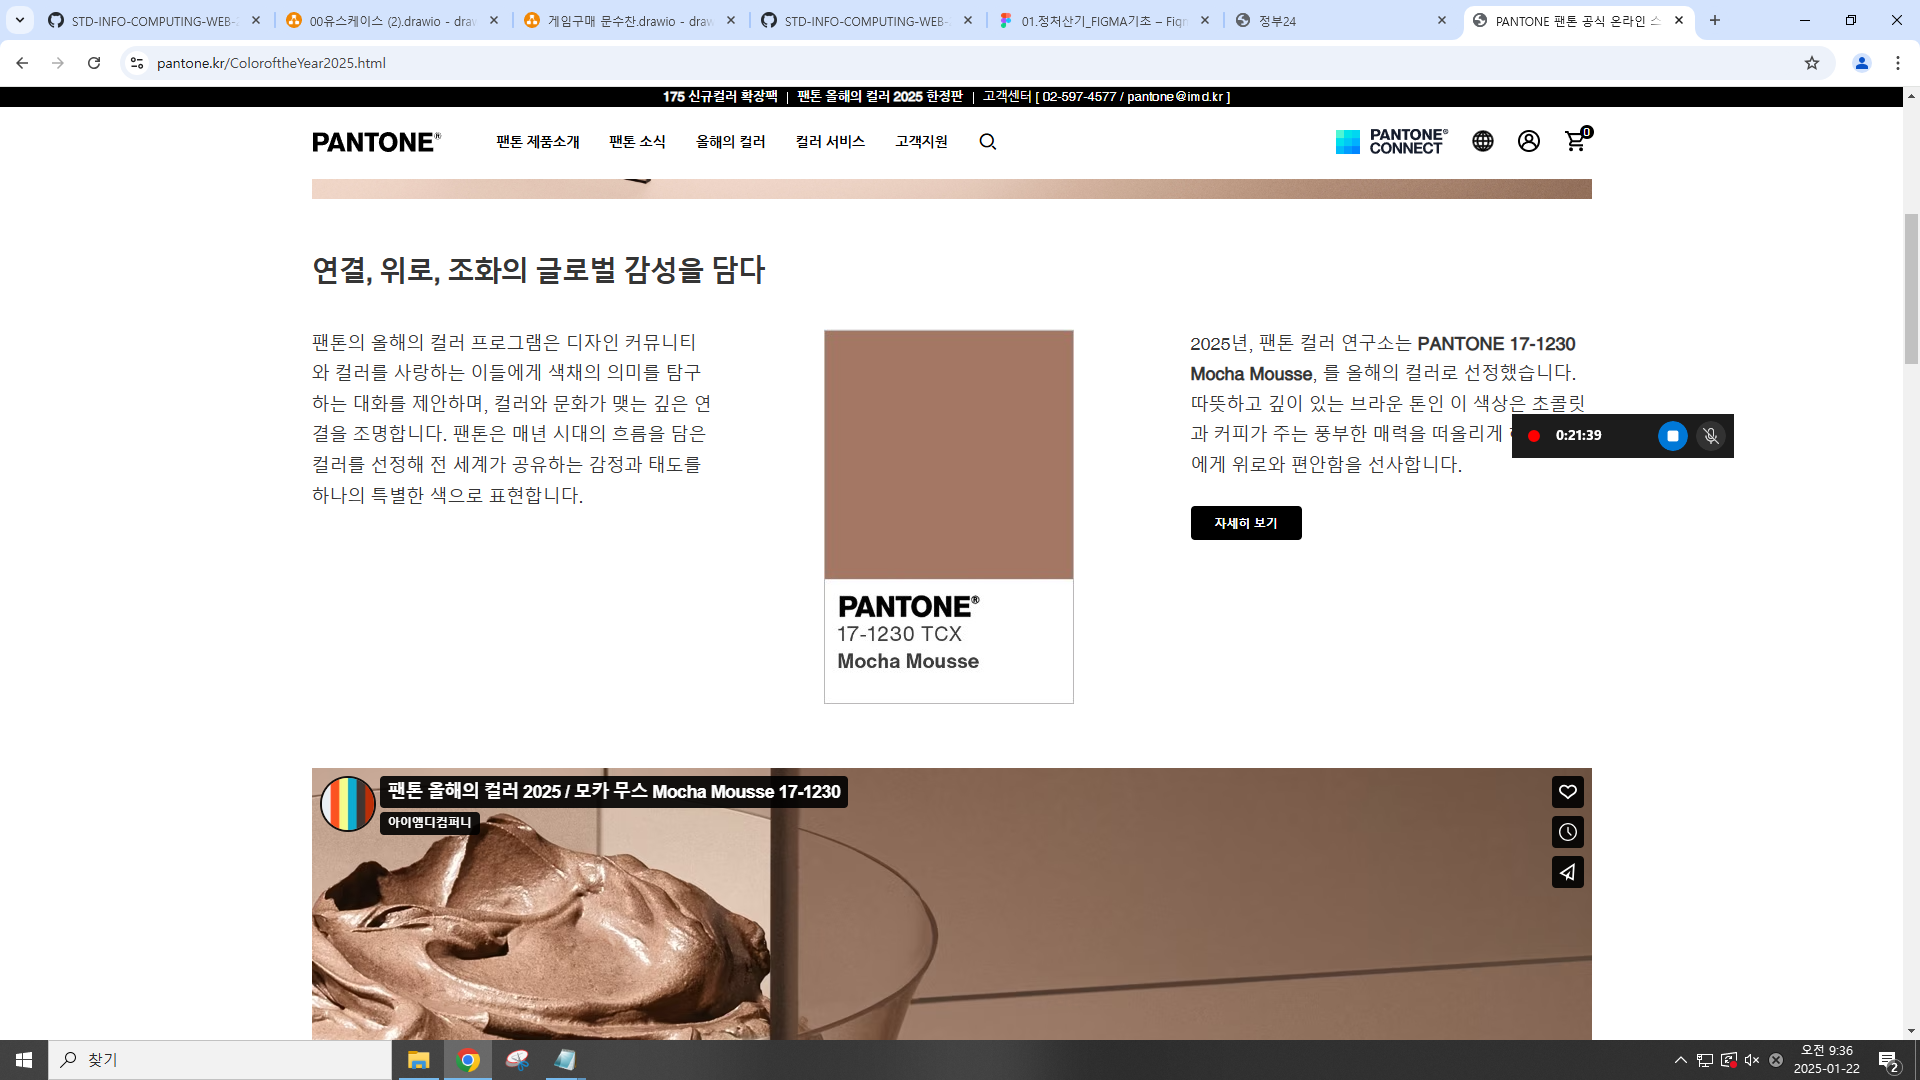 STD-INFO-COMPUTING-WEB-
00유스케이스 (2).drawio - draw
게임구매 문수찬.drawio - draw
STD-INFO-COMPUTING-WEB-
01.정처산기_FIGMA기초 – Figm
정부24
PANTONE 팬톤 공식 온라인 스
pantone.kr/ColoroftheYear2025.html
175 신규컬러 확장팩 | 팬톤 올해의 컬러 2025 한정판 | 고객센터 [ 02-597-4577 / pantone@imd.kr ]
PANTONE®
팬톤 제품소개
팬톤 소식
올해의 컬러
컬러 서비스
고객지원
PANTONE®
CONNECT
0
연결, 위로, 조화의 글로벌 감성을 담다
팬톤의 올해의 컬러 프로그램은 디자인 커뮤니티
와 컬러를 사랑하는 이들에게 색채의 의미를 탐구
하는 대화를 제안하며, 컬러와 문화가 맺는 깊은 연
결을 조명합니다. 팬톤은 매년 시대의 흐름을 담은
컬러를 선정해 전 세계가 공유하는 감정과 태도를
하나의 특별한 색으로 표현합니다.
PANTONE®
17-1230 TCX
Mocha Mousse
2025년, 팬톤 컬러 연구소는 PANTONE 17-1230
Mocha Mousse, 를 올해의 컬러로 선정했습니다.
따뜻하고 깊이 있는 브라운 톤인 이 색상은 초콜릿
과 커피가 주는 풍부한 매력을 떠올리게
에게 위로와 편안함을 선사합니다.
0:21:39
자세히 보기
팬톤 올해의 컬러 2025 / 모카 무스 Mocha Mousse 17-1230
아이앰디컴퍼니
찾기
오전 9:36
2025-01-22
2